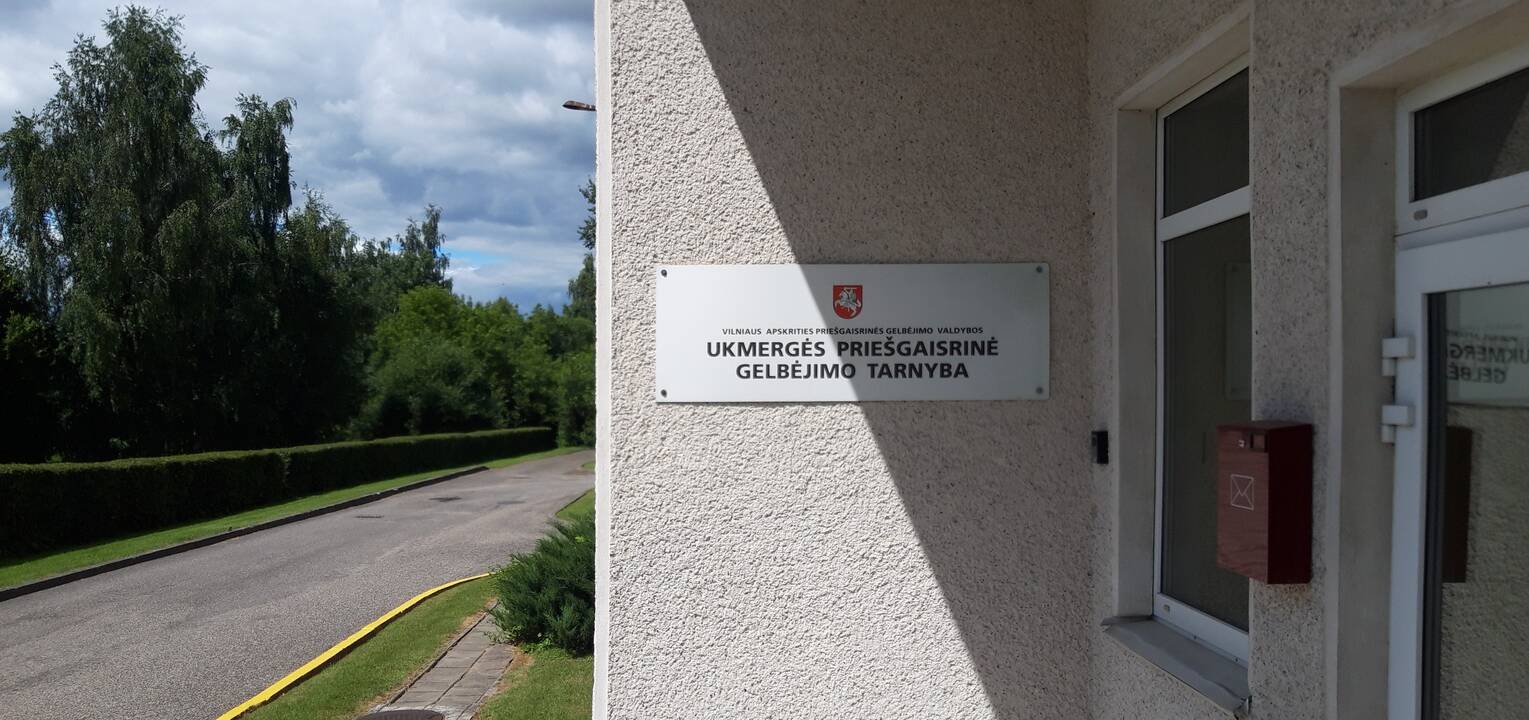 VILNIAUS APSKRITIES PRIEŠGAISRINĖS GELBĖJIMO VALDYBOS
UKMERGĖS PRIEŠGAISRINĖ
GELBĖJIMO TARNYBA